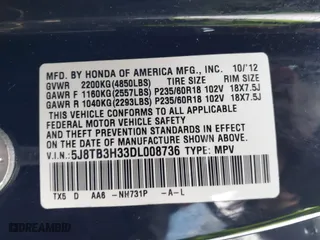 MFD. BY HONDA OF AMERICA MFG., INC. 10/'12
GVWR 2200KG(4850LBS) TIRE SIZE RIM SIZE
GAWR F 1160KG(2557LBS) P235/60R18 102V 18X7.5J
GAWR R 1040KG(2293LBS) P235/60R18 102V 18X7.5J
THIS VEHICLE CONFORMS TO ALL APPLICABLE
FEDERAL MOTOR VEHICLE SAFETY STANDARDS
IN EFFECT ON THE DATE OF MANUFACTURE
SHOWN ABOVE.
5J8TB3H33DL008736 TYPE: MPV
TX5 D AA6 -NH731P -A-L